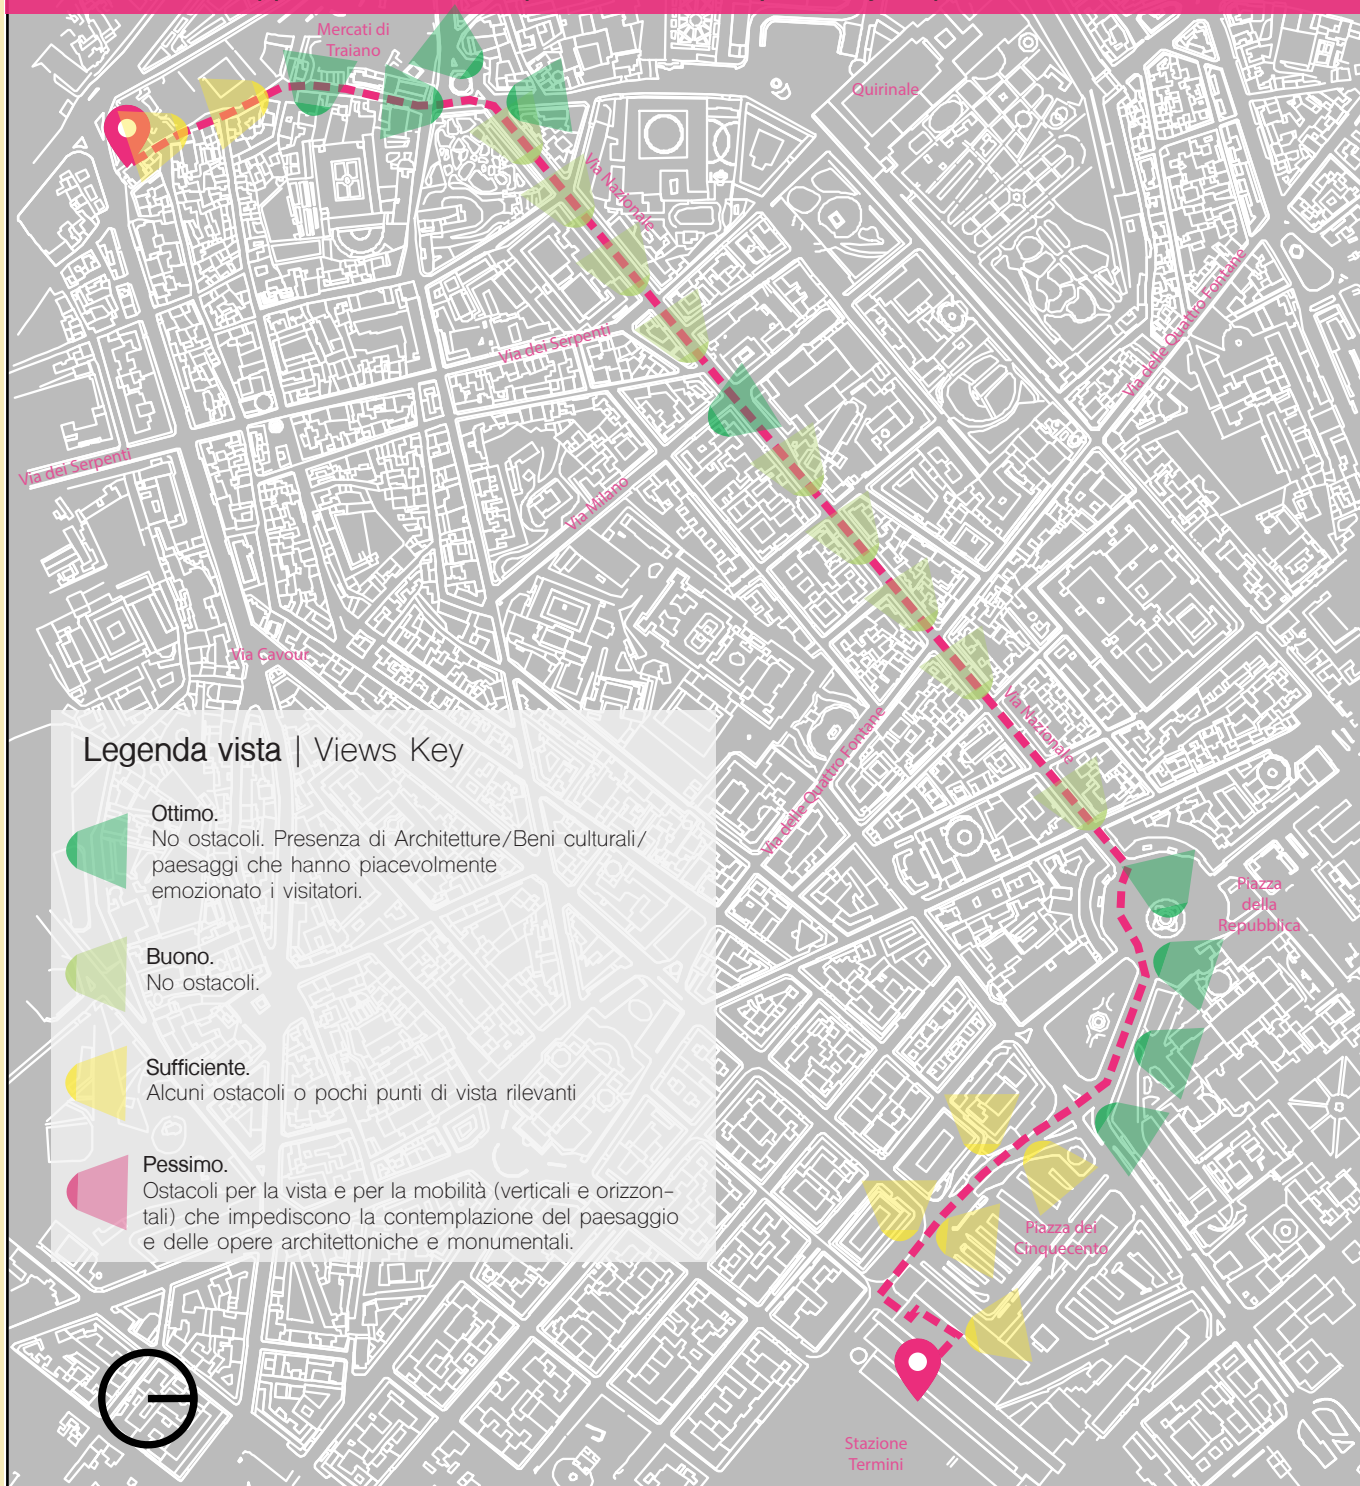 Mercati di
Traiano
Quirinale
Via Nazionale
Via delle Quattro Fontane
Via dei Serpenti
Via dei Serpenti
Via Milano
Via Cavour
Via Nazionale
Via delle Quattro Fontane
Legenda vista | Views Key
Ottimo.
No ostacoli. Presenza di Architetture/Beni culturali/
paesaggi che hanno piacevolmente
emozionato i visitatori.
Buono.
No ostacoli.
Sufficiente.
Alcuni ostacoli o pochi punti di vista rilevanti
Pessimo.
Ostacoli per la vista e per la mobilità (verticali e orizzon-
tali) che impediscono la contemplazione del paesaggio
e delle opere architettoniche e monumentali.
Piazza
della
Repubblica
Piazza dei
Cinquecento
Stazione
Termini